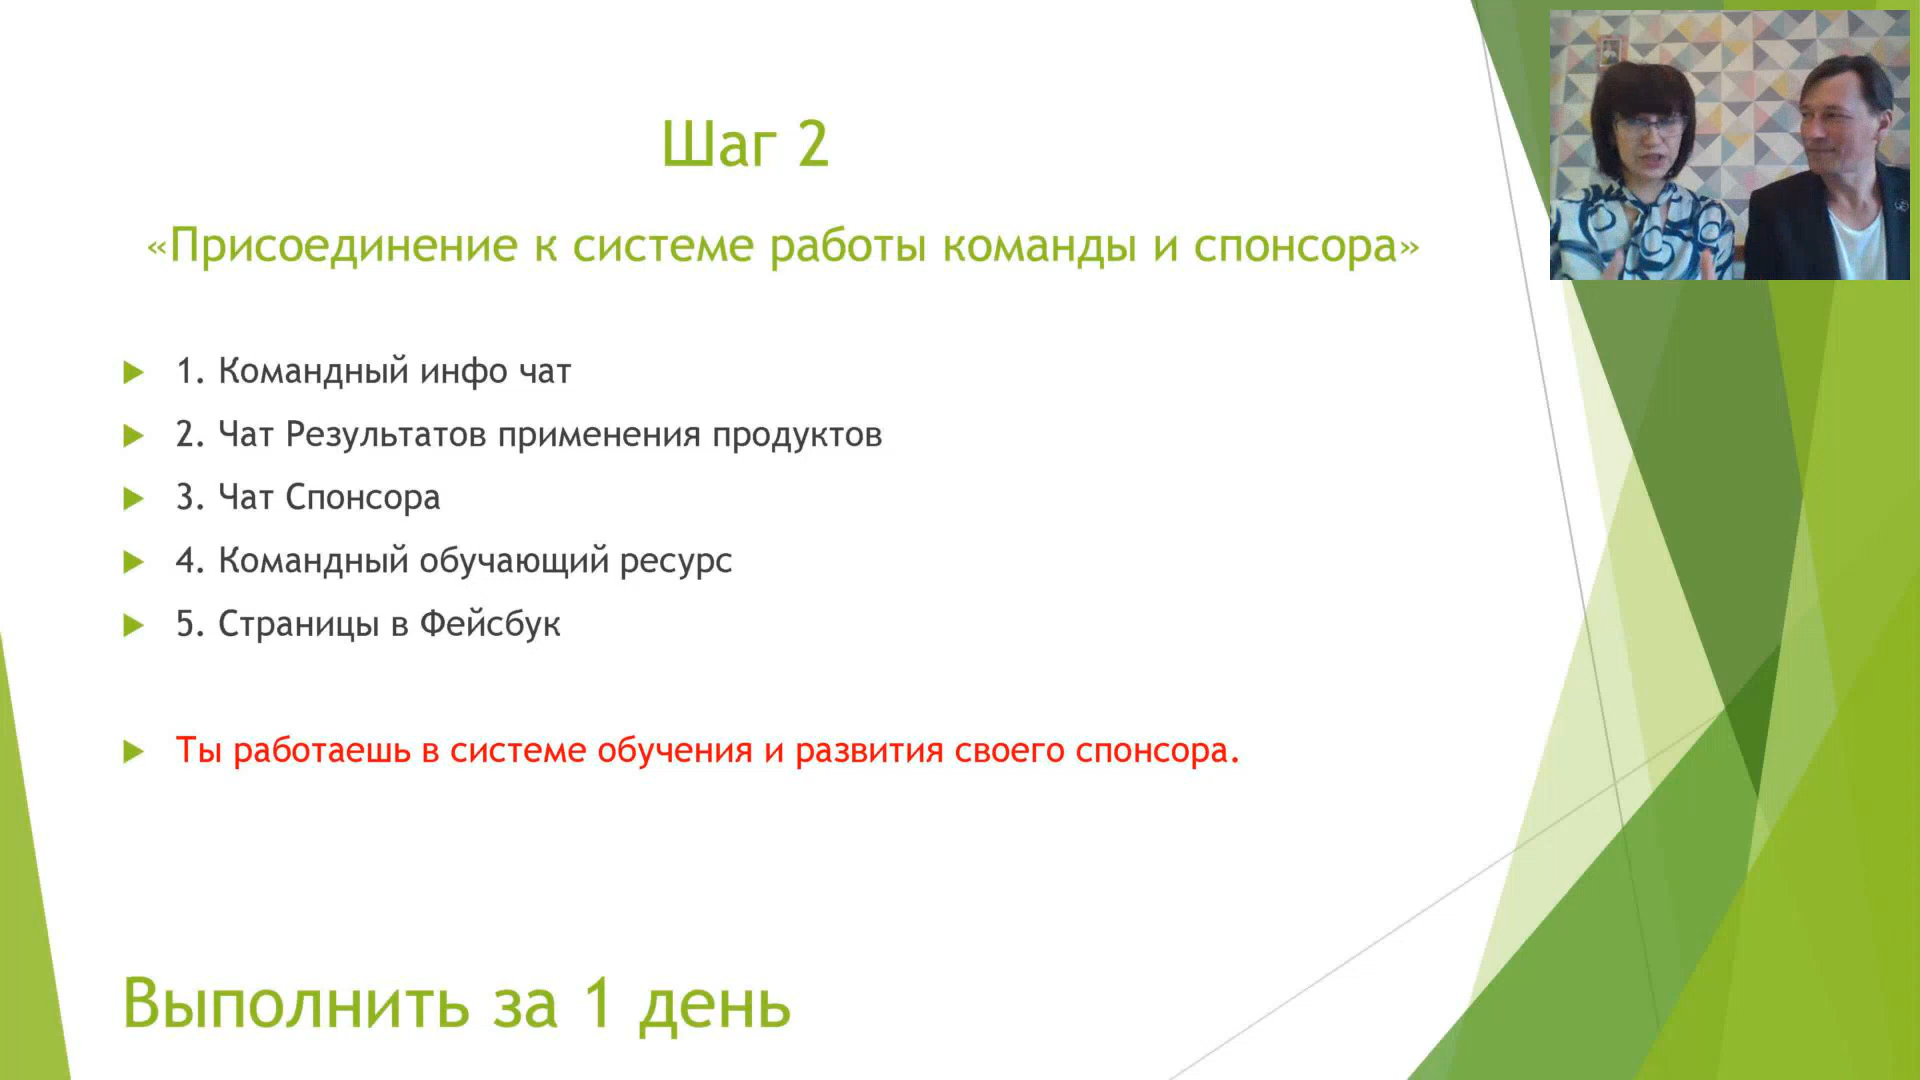 Шаг 2
«Присоединение к системе работы команды и спонсора»
1. Командный инфо чат
2. Чат Результатов применения продуктов
3. Чат Спонсора
4. Командный обучающий ресурс
5. Страницы в Фейсбук
Ты работаешь в системе обучения и развития своего спонсора.
Выполнить за 1 день